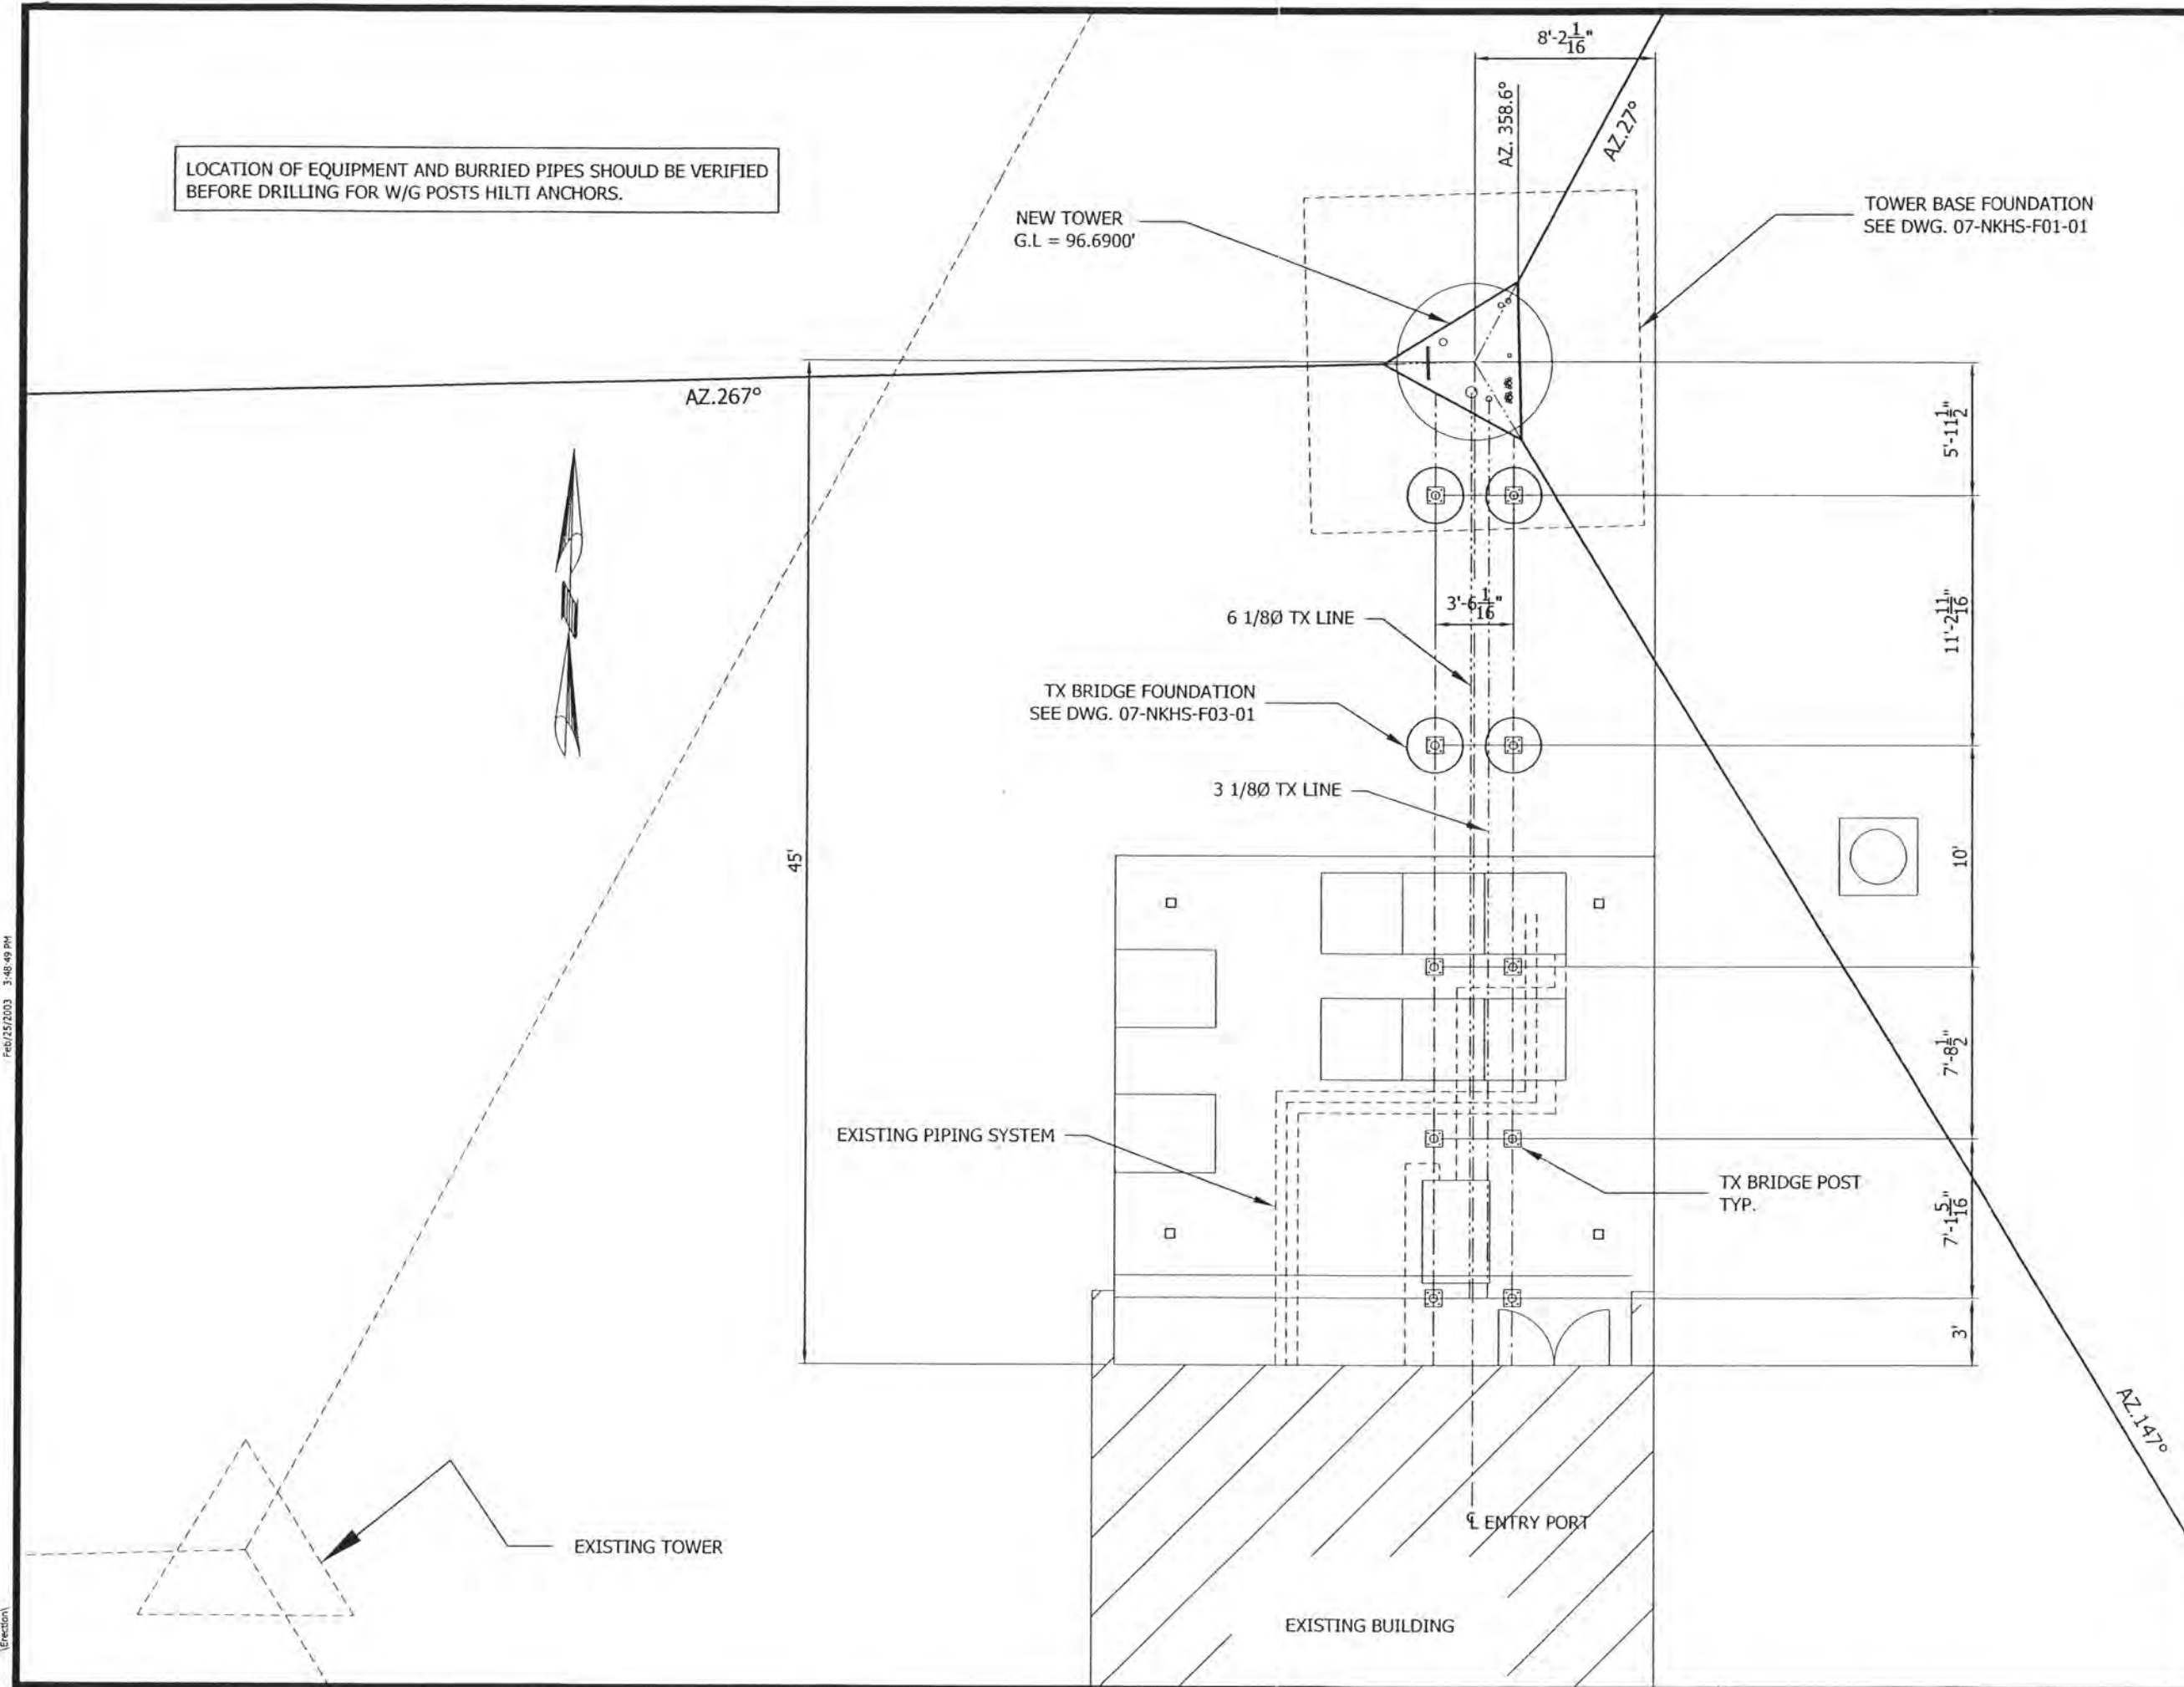 8'-2 1/16"
AZ. 358.6°
AZ.27°
LOCATION OF EQUIPMENT AND BURRIED PIPES SHOULD BE VERIFIED
BEFORE DRILLING FOR W/G POSTS HILTI ANCHORS.
NEW TOWER
G.L = 96.6900'
TOWER BASE FOUNDATION
SEE DWG. 07-NKHS-F01-01
AZ.267°
5'-11 1/2"
3'-6 1/16"
6 1/8Ø TX LINE
11'-2 11/16"
TX BRIDGE FOUNDATION
SEE DWG. 07-NKHS-F03-01
3 1/8Ø TX LINE
45'
10'
Feb/25/2003 3:48:49 PM
7'-8 1/2"
EXISTING PIPING SYSTEM
TX BRIDGE POST
TYP.
7'-1 5/16"
3'
AZ.147°
℄ ENTRY PORT
EXISTING TOWER
EXISTING BUILDING
\Erection\